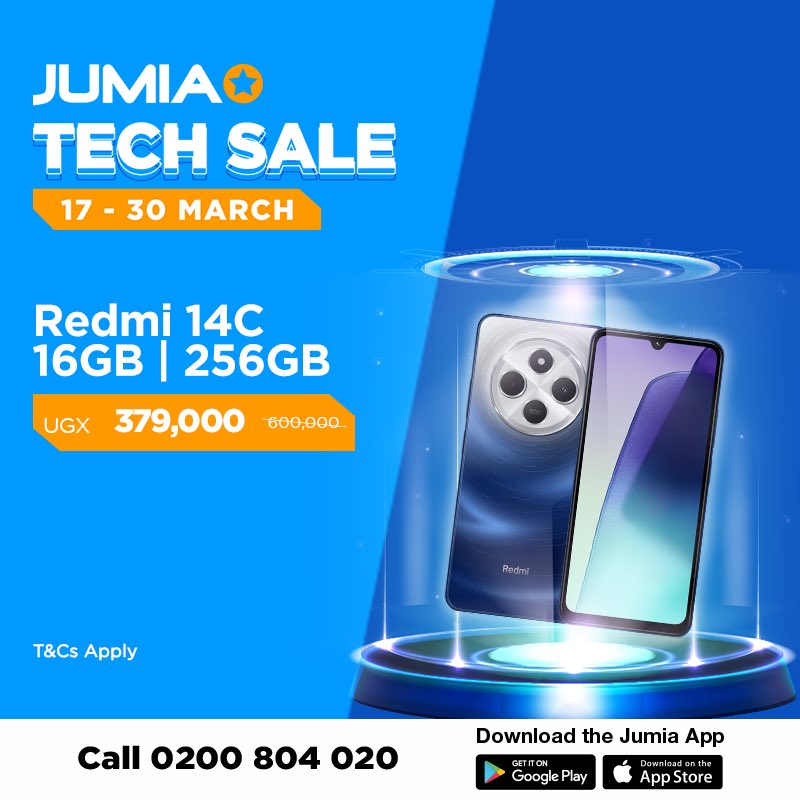 JUMIA
TECH SALE
17 - 30 MARCH
Redmi 14C
16GB | 256GB
UGX 379,000 600,000
Redmi
T&Cs Apply
Call 0200 804 020
Download the Jumia App
GET IT ON
Google Play
Download on the
App Store